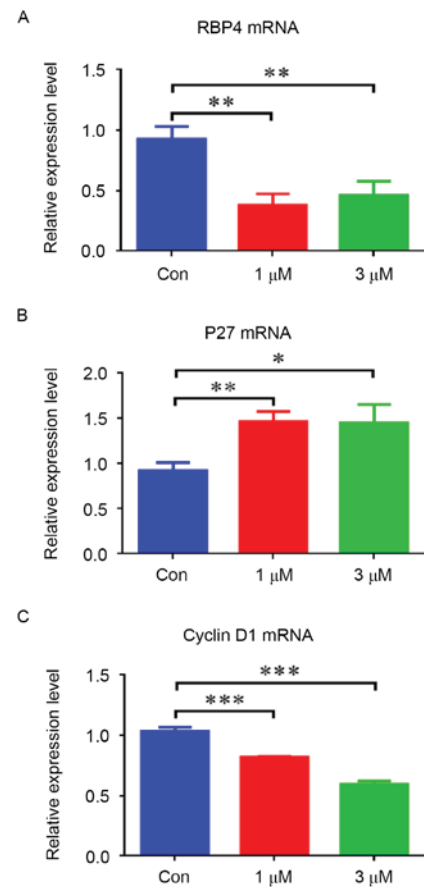 A
RBP4 mRNA
Relative expression level
1.5
1.0
0.5
0.0
**
**
Con 1 μM 3 μM
B
P27 mRNA
Relative expression level
2.0
1.5
1.0
0.5
0.0
*
**
Con 1 μM 3 μM
C
Cyclin D1 mRNA
Relative expression level
1.5
1.0
0.5
0.0
***
***
Con 1 μM 3 μM